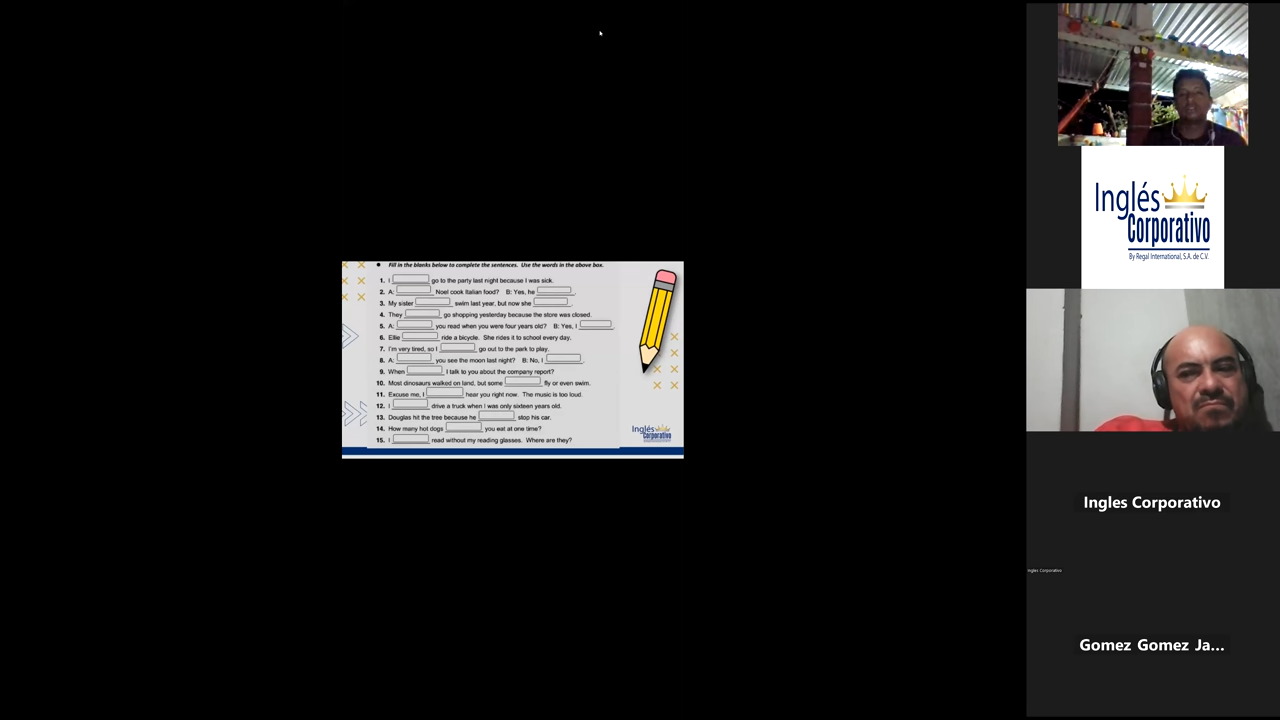 Fill in the blanks below to complete the sentences. Use the words in the above box.
1. I go to the party last night because I was sick.
2. A: Noel cook Italian food? B: Yes, he .
3. My sister swim last year, but now she .
4. They go shopping yesterday because the store was closed.
5. A: you read when you were four years old? B: Yes, I
6. Ellie ride a bicycle. She rides it to school every day.
7. I'm very tired, so I go out to the park to play.
8. A: you see the moon last night? B: No, I .
9. When I talk to you about the company report?
10. Most dinosaurs walked on land, but some fly or even swim.
11. Excuse me, I hear you right now. The music is too loud.
12. I drive a truck when I was only sixteen years old.
13. Douglas hit the tree because he stop his car.
14. How many hot dogs you eat at one time?
15. I read without my reading glasses. Where are they?
Inglés
Corporativo
Inglés
Corporativo
By Regal International, S.A. de C.V.
Ingles Corporativo
Ingles Corporativo
Gomez Gomez Ja...